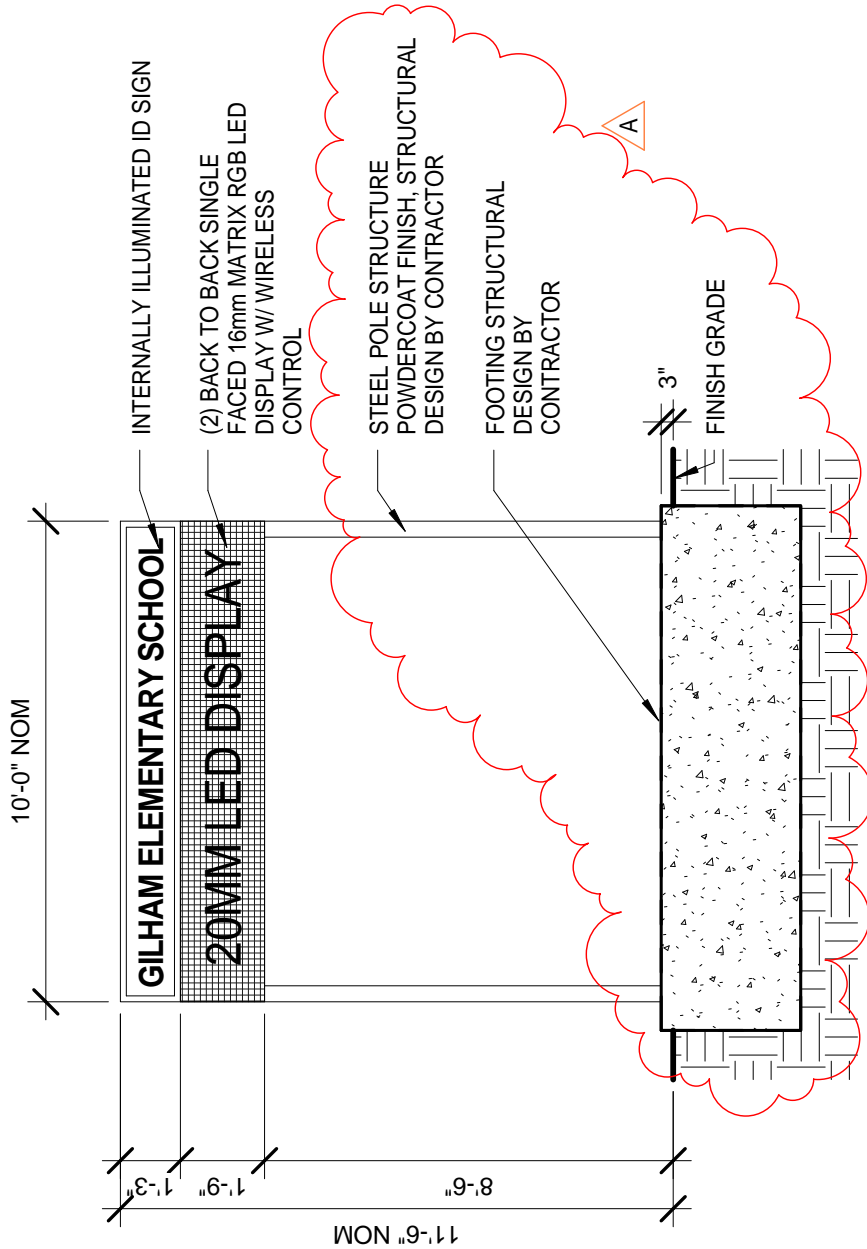 10'-0" NOM
GILHAM ELEMENTARY SCHOOL
20MM LED DISPLAY
INTERNALLY ILLUMINATED ID SIGN
(2) BACK TO BACK SINGLE
FACED 16mm MATRIX RGB LED
DISPLAY W/ WIRELESS
CONTROL
STEEL POLE STRUCTURE
POWDERCOAT FINISH, STRUCTURAL
DESIGN BY CONTRACTOR
FOOTING STRUCTURAL
DESIGN BY
CONTRACTOR
3"
FINISH GRADE
A
1'-3"
1'-9"
8'-6"
11'-6" NOM